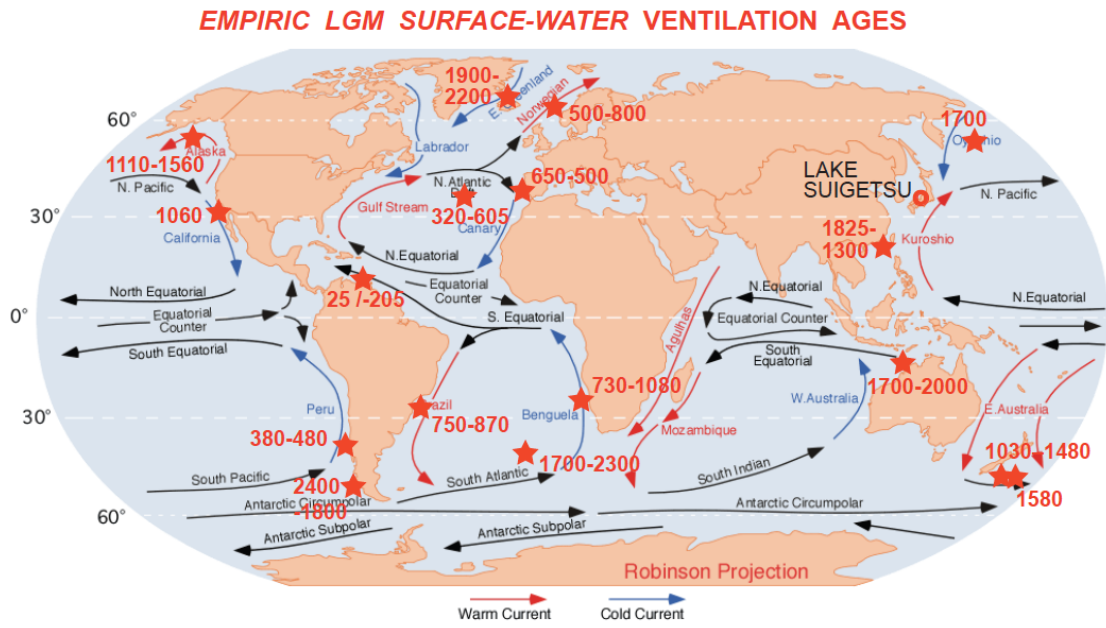 EMPIRIC LGM SURFACE-WATER VENTILATION AGES
1900-
2200
E. Greenland
Norwegian
500-800
60°
1700
Oyashio
Alaska
1110-1560
Labrador
LAKE
SUIGETSU
N. Pacific
N.Atlantic
650-500
N. Pacific
1060
Gulf Stream
320-605
30°
California
Canary
1825-
1300
Kuroshio
N.Equatorial
North Equatorial
25 /-205
Equatorial
Counter
N.Equatorial
N.Equatorial
Equatorial
Counter
0°
S. Equatorial
Equatorial Counter
South Equatorial
Agulhas
South
Equatorial
1700-2000
Peru
Brazil
730-1080
Benguela
W.Australia
E.Australia
30°
750-870
Mozambique
380-480
1700-2300
1030-1480
South Pacific
2400
-1800
South Atlantic
South Indian
1580
Antarctic Circumpolar
Antarctic Circumpolar
60°
Antarctic Subpolar
Antarctic Subpolar
Robinson Projection
Warm Current
Cold Current